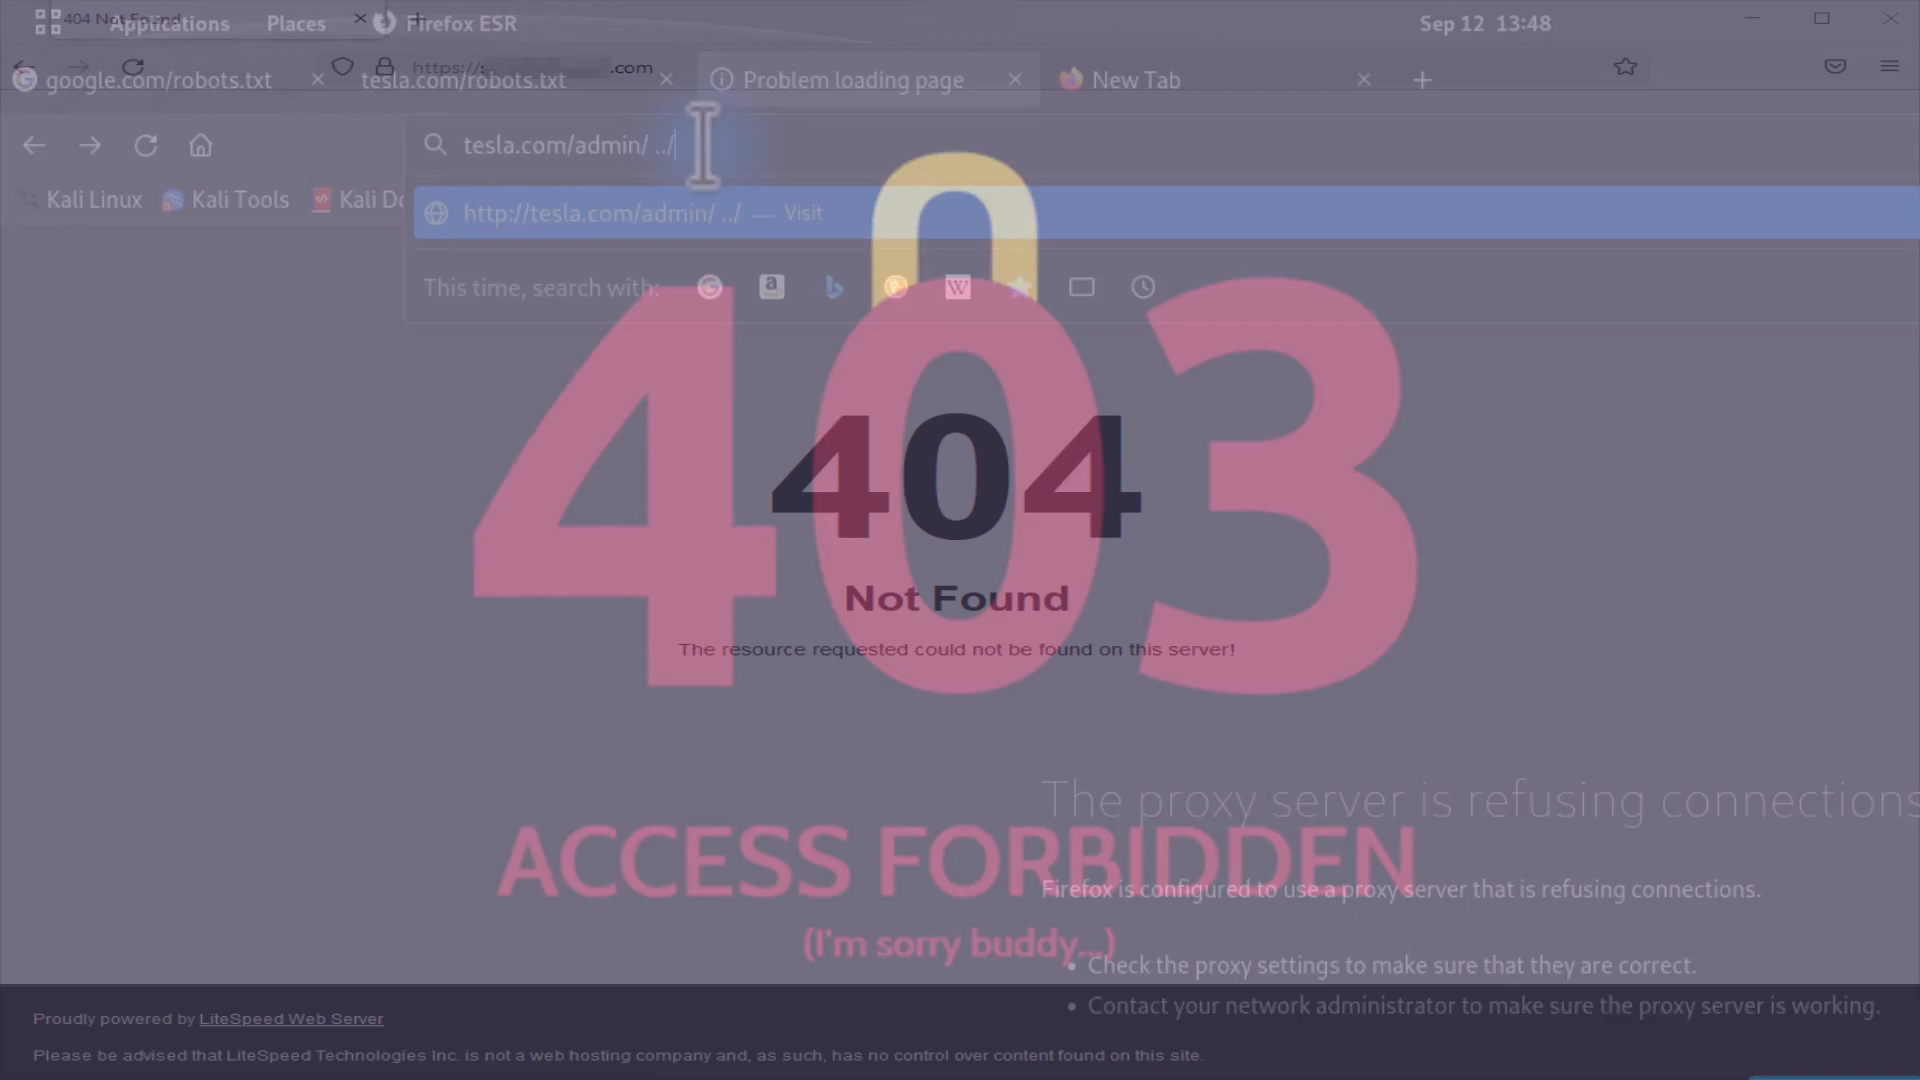 404 Not Found
Applications Places Firefox ESR Sep 12 13:48
https:// .com
google.com/robots.txt tesla.com/robots.txt Problem loading page New Tab
tesla.com/admin/ ../
Kali Linux Kali Tools Kali
http://tesla.com/admin/ ../ — Visit
This time, search with:
403
404
Not Found
The resource requested could not be found on this server!
The proxy server is refusing connections
ACCESS FORBIDDEN
Firefox is configured to use a proxy server that is refusing connections.
(I'm sorry buddy...)
• Check the proxy settings to make sure that they are correct.
• Contact your network administrator to make sure the proxy server is working.
Proudly powered by LiteSpeed Web Server
Please be advised that LiteSpeed Technologies Inc. is not a web hosting company and, as such, has no control over content found on this site.